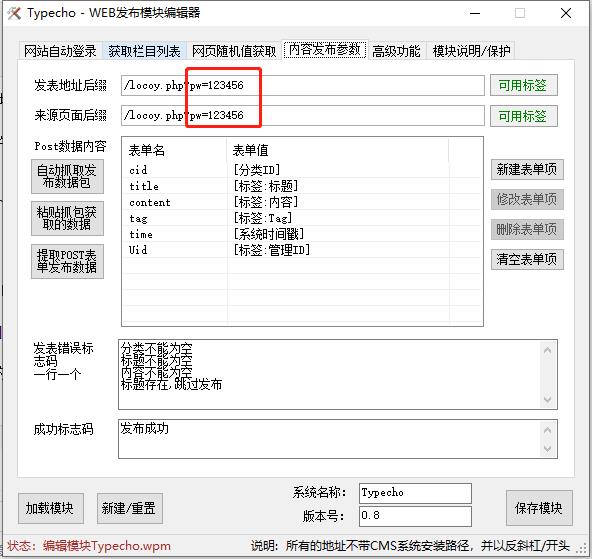 Typecho - WEB发布模块编辑器
网站自动登录 获取栏目列表 网页随机值获取 内容发布参数 高级功能 模块说明/保护
发表地址后缀 /locoy.php?pw=123456 可用标签
来源页面后缀 /locoy.php?pw=123456 可用标签
Post数据内容
自动抓取发
布数据包
粘贴抓包获
取的数据
提取POST表
单发布数据
表单名 表单值
cid [分类ID]
title [标签:标题]
content [标签:内容]
tag [标签:Tag]
time [系统时间戳]
Uid [标签:管理ID]
新建表单项
修改表单项
删除表单项
清空表单项
发表错误标
志码
一行一个
分类不能为空
标题不能为空
内容不能为空
标题存在,跳过发布
成功标志码 发布成功
加载模块 新建/重置
系统名称: Typecho
版本号: 0.8
保存模块
状态：编辑模块Typecho.wpm 说明：所有的地址不带CMS系统安装路径，并以反斜杠/开头